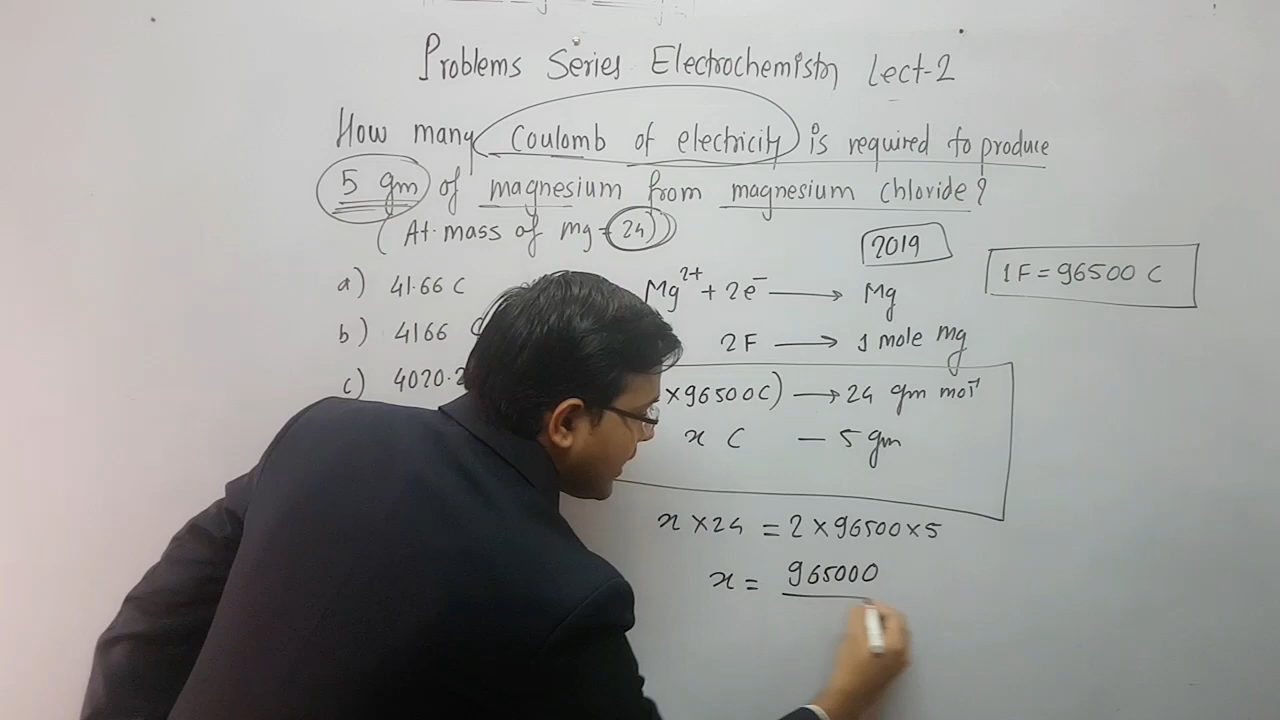 Problems Series Electrochemistry Lect-2
How many Coulomb of electricity is required to produce
5 gm of magnesium from magnesium chloride?
(At. mass of mg = 24)
2019
1F = 96500 C
a) 41.66 C
b) 4166 C
c) 4020.2
Mg²⁺ + 2e⁻ ⟶ Mg
2F ⟶ 1 mole mg
×96500C) ⟶ 24 gm mol⁻¹
x C — 5 gm
x × 24 = 2 × 96500 × 5
x = 965000